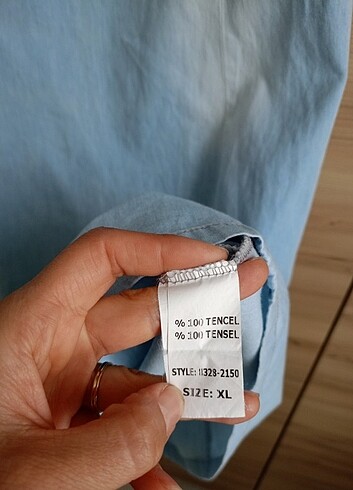 % 100 TENCEL
% 100 TENSEL
STYLE: 11328-2150
SIZE: XL